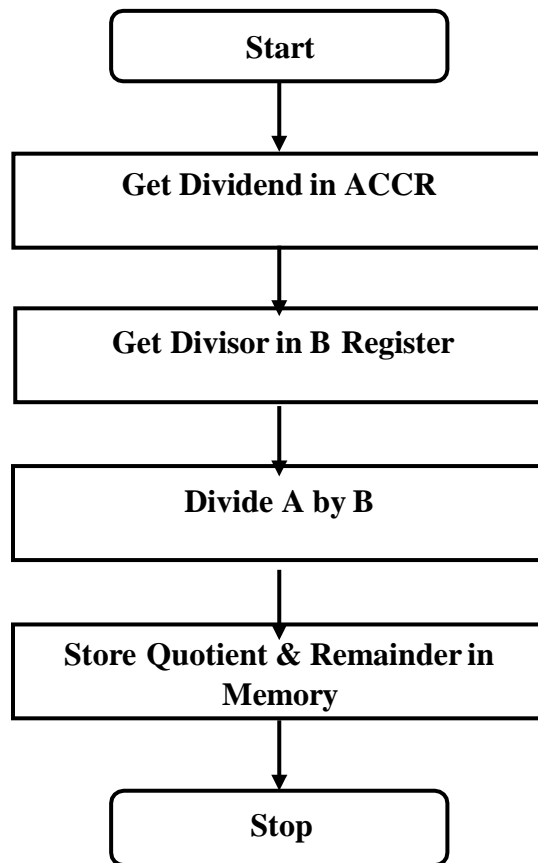 Start
Get Dividend in ACCR
Get Divisor in B Register
Divide A by B
Store Quotient & Remainder in
Memory
Stop